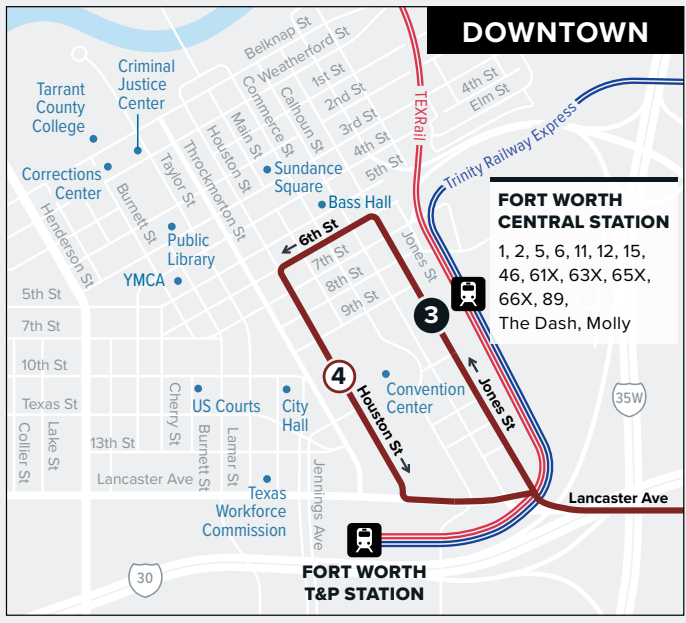 DOWNTOWN
Belknap St
Weatherford St
1st St
2nd St
3rd St
4th St
5th St
4th St
Elm St
Commerce St
Calhoun St
Main St
Houston St
Throckmorton St
Taylor St
Burnett St
Henderson St
Criminal
Justice
Center
Tarrant
County
College
Corrections
Center
Sundance
Square
Bass Hall
Public
Library
YMCA
TEXRail
Trinity Railway Express
FORT WORTH
CENTRAL STATION
1, 2, 5, 6, 11, 12, 15,
46, 61X, 63X, 65X,
66X, 89,
The Dash, Molly
6th St
7th St
8th St
9th St
Jones St
3
4
Houston St
Jones St
Convention
Center
5th St
7th St
10th St
Texas St
13th St
Lancaster Ave
Collier St
Lake St
Cherry St
Burnett St
Lamar St
Jennings Ave
US Courts
City
Hall
Texas
Workforce
Commission
35W
Lancaster Ave
30
FORT WORTH
T&P STATION